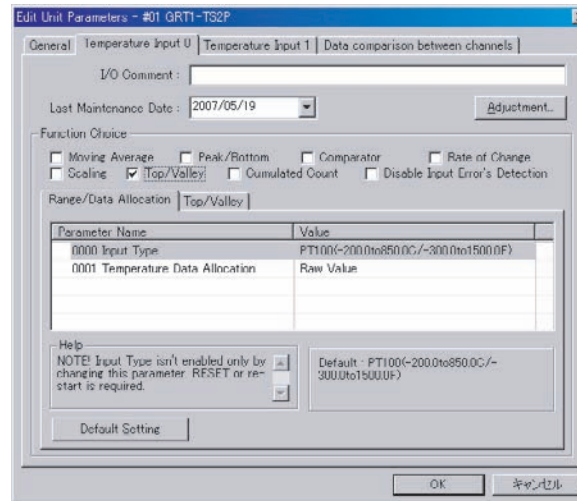 Edit Unit Parameters - #01 GRT1-TS2P
General
Temperature Input 0
Temperature Input 1
Data comparison between channels
I/O Comment :
Last Maintenance Date :
2007/05/19
Adjustment...
Function Choice
Moving Average
Peak/Bottom
Comparator
Rate of Change
Scaling
Top/Valley
Cumulated Count
Disable Input Error's Detection
Range/Data Allocation
Top/Valley
Parameter Name
Value
0000 Input Type
PT100(-200.0to850.0C/-300.0to1500.0F)
0001 Temperature Data Allocation
Raw Value
Help
NOTE! Input Type isn't enabled only by
changing this parameter. RESET or re-
start is required.
Default : PT100(-200.0to850.0C/-
300.0to1500.0F)
Default Setting
OK
キャンセル